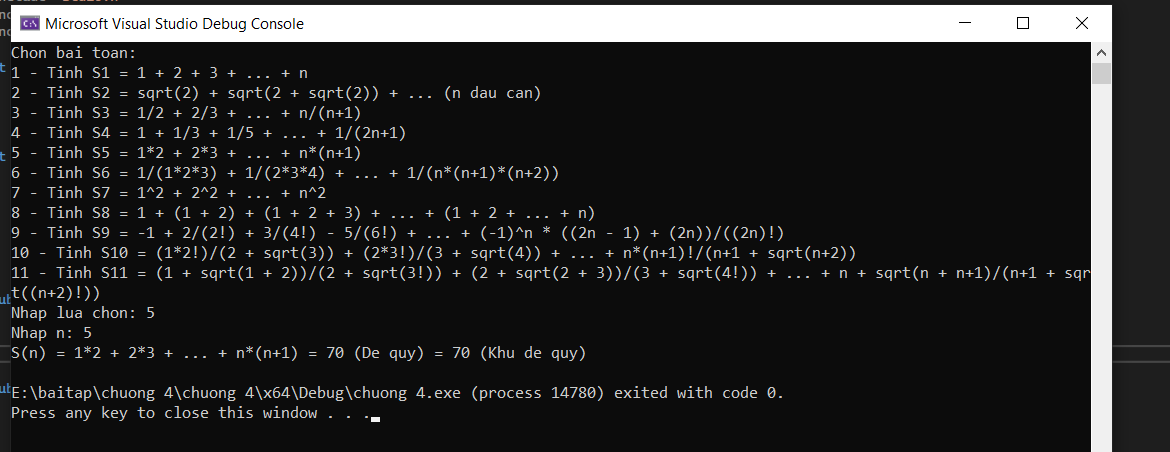 Microsoft Visual Studio Debug Console
Chon bai toan:
1 - Tinh S1 = 1 + 2 + 3 + ... + n
2 - Tinh S2 = sqrt(2) + sqrt(2 + sqrt(2)) + ... (n dau can)
3 - Tinh S3 = 1/2 + 2/3 + ... + n/(n+1)
4 - Tinh S4 = 1 + 1/3 + 1/5 + ... + 1/(2n+1)
5 - Tinh S5 = 1*2 + 2*3 + ... + n*(n+1)
6 - Tinh S6 = 1/(1*2*3) + 1/(2*3*4) + ... + 1/(n*(n+1)*(n+2))
7 - Tinh S7 = 1^2 + 2^2 + ... + n^2
8 - Tinh S8 = 1 + (1 + 2) + (1 + 2 + 3) + ... + (1 + 2 + ... + n)
9 - Tinh S9 = -1 + 2/(2!) + 3/(4!) - 5/(6!) + ... + (-1)^n * ((2n - 1) + (2n))/((2n)!)
10 - Tinh S10 = (1*2!)/(2 + sqrt(3)) + (2*3!)/(3 + sqrt(4)) + ... + n*(n+1)!/(n+1 + sqrt(n+2))
11 - Tinh S11 = (1 + sqrt(1 + 2))/(2 + sqrt(3!)) + (2 + sqrt(2 + 3))/(3 + sqrt(4!)) + ... + n + sqrt(n + n+1)/(n+1 + sqr
t((n+2)!))
Nhap lua chon: 5
Nhap n: 5
S(n) = 1*2 + 2*3 + ... + n*(n+1) = 70 (De quy) = 70 (Khu de quy)
E:\baitap\chuong 4\chuong 4\x64\Debug\chuong 4.exe (process 14780) exited with code 0.
Press any key to close this window . . .